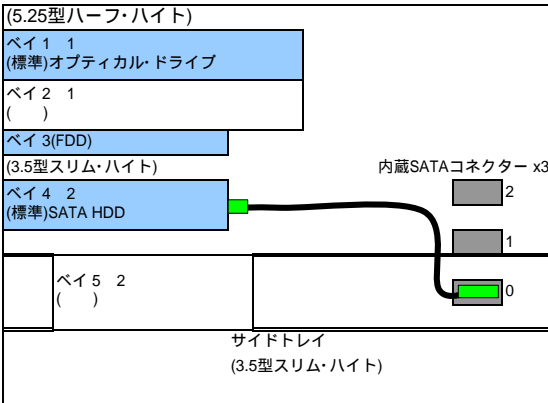 (5.25型ハーフ・ハイト)
ベイ 1　1
(標準)オプティカル・ドライブ
ベイ 2　1
(　　)
ベイ 3(FDD)
(3.5型スリム・ハイト)
内蔵SATAコネクター x3
ベイ 4　2
(標準)SATA HDD
2
1
ベイ 5　2
(　　)
0
サイドトレイ
(3.5型スリム・ハイト)